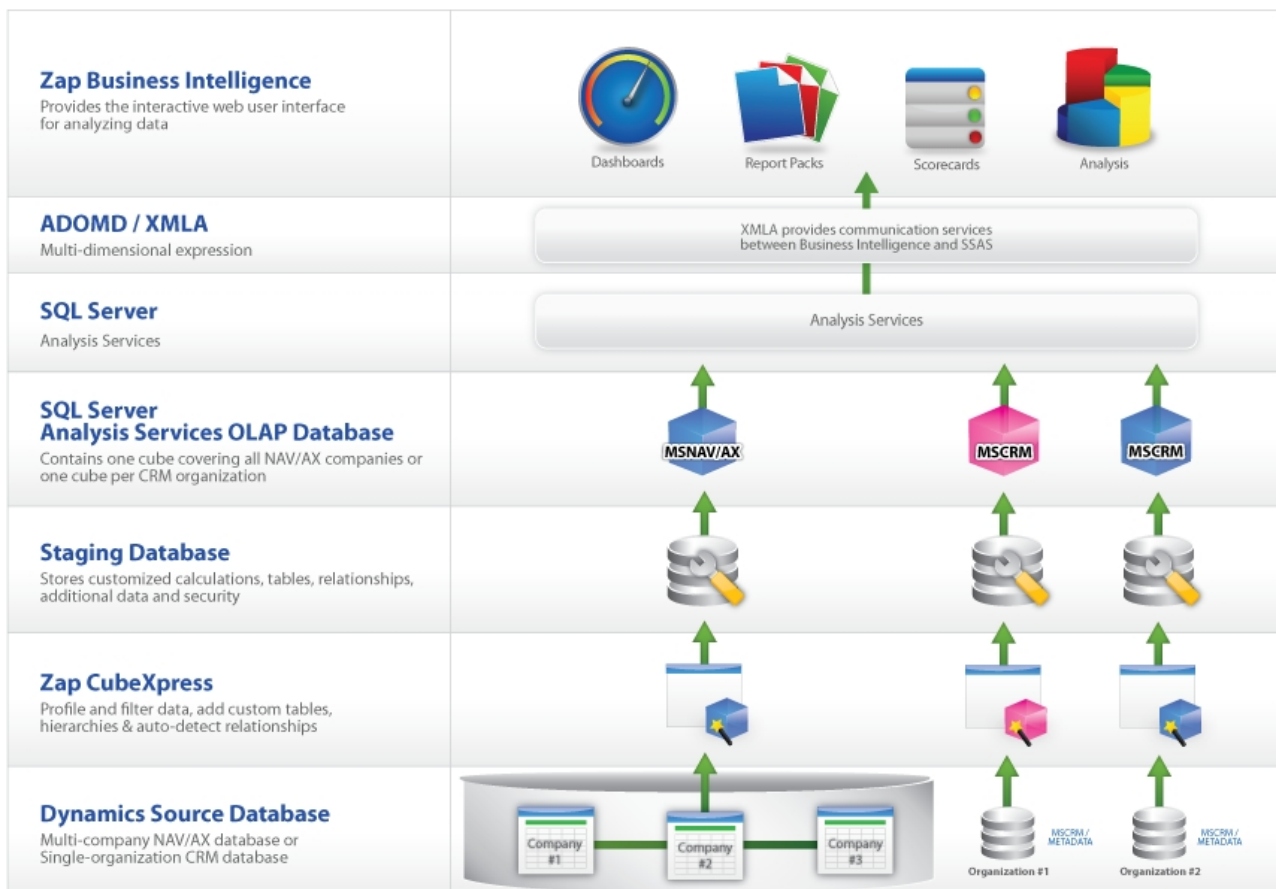 Zap Business Intelligence
Provides the interactive web user interface
for analyzing data
Dashboards
Report Packs
Scorecards
Analysis
ADOMD / XMLA
Multi-dimensional expression
XMLA provides communication services
between Business Intelligence and SSAS
SQL Server
Analysis Services
Analysis Services
SQL Server
Analysis Services OLAP Database
Contains one cube covering all NAV/AX companies or
one cube per CRM organization
MSNAV/AX
MSCRM
MSCRM
Staging Database
Stores customized calculations, tables, relationships,
additional data and security
Zap CubeXpress
Profile and filter data, add custom tables,
hierarchies & auto-detect relationships
Dynamics Source Database
Multi-company NAV/AX database or
Single-organization CRM database
Company
#1
Company
#2
Company
#3
MSCRM /
METADATA
Organization #1
MSCRM /
METADATA
Organization #2